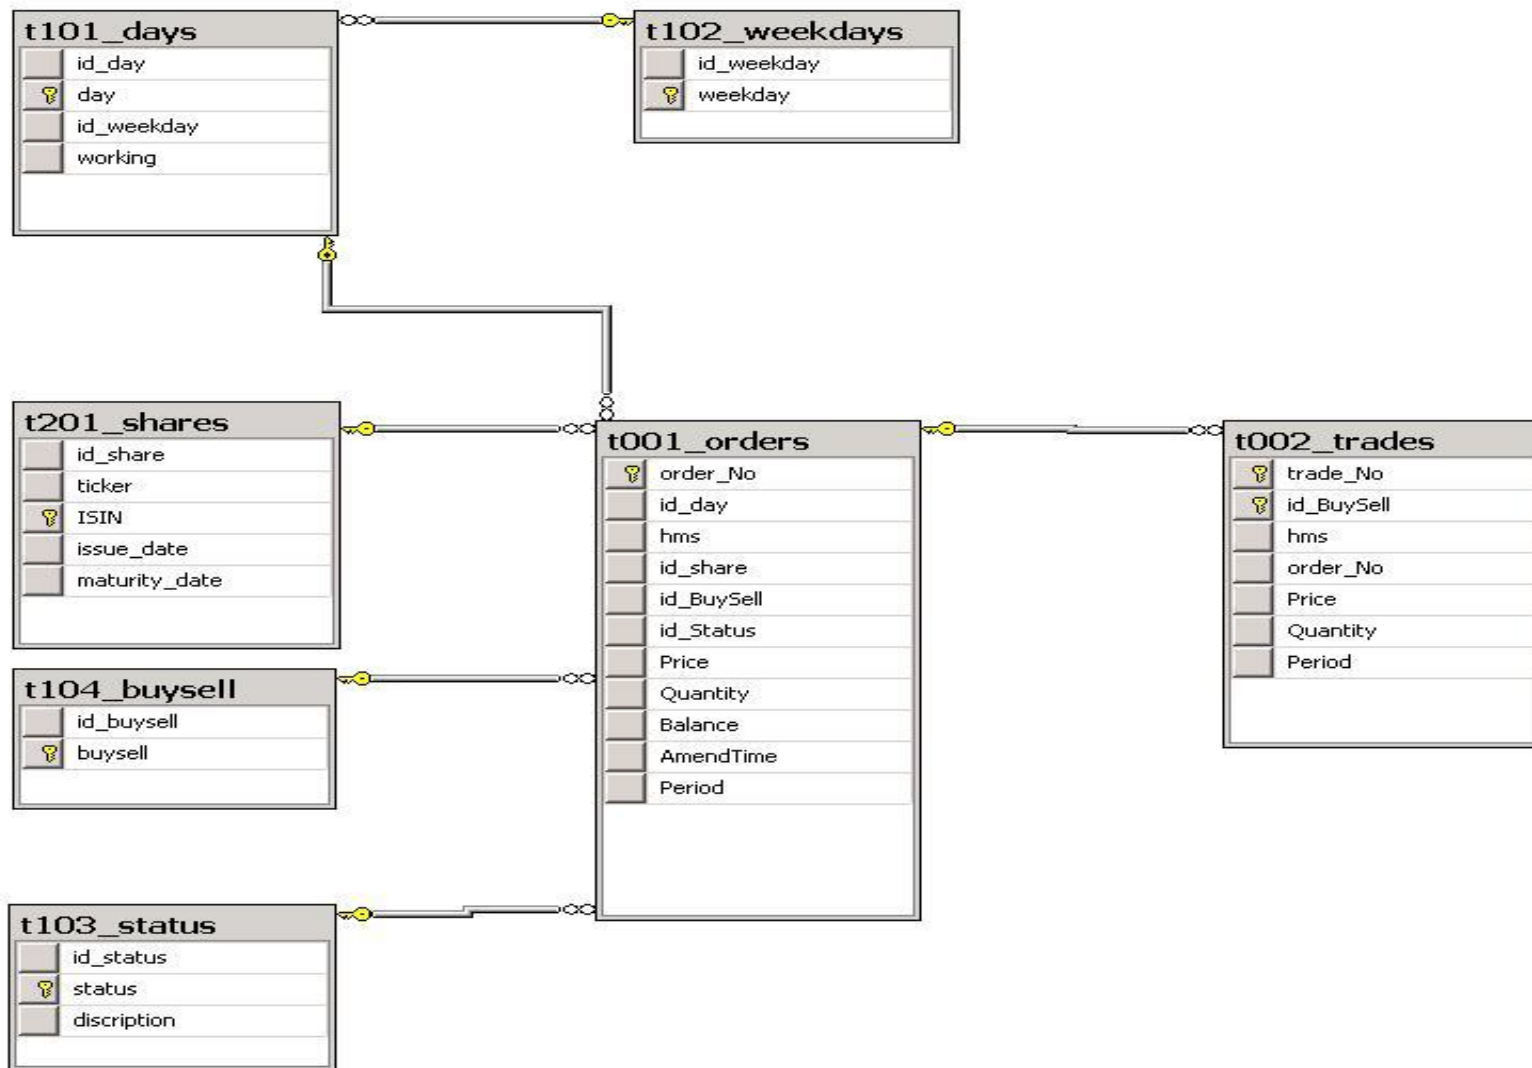 t101_days
id_day
day
id_weekday
working
t102_weekdays
id_weekday
weekday
t201_shares
id_share
ticker
ISIN
issue_date
maturity_date
t104_buysell
id_buysell
buysell
t103_status
id_status
status
discription
t001_orders
order_No
id_day
hms
id_share
id_BuySell
id_Status
Price
Quantity
Balance
AmendTime
Period
t002_trades
trade_No
id_BuySell
hms
order_No
Price
Quantity
Period